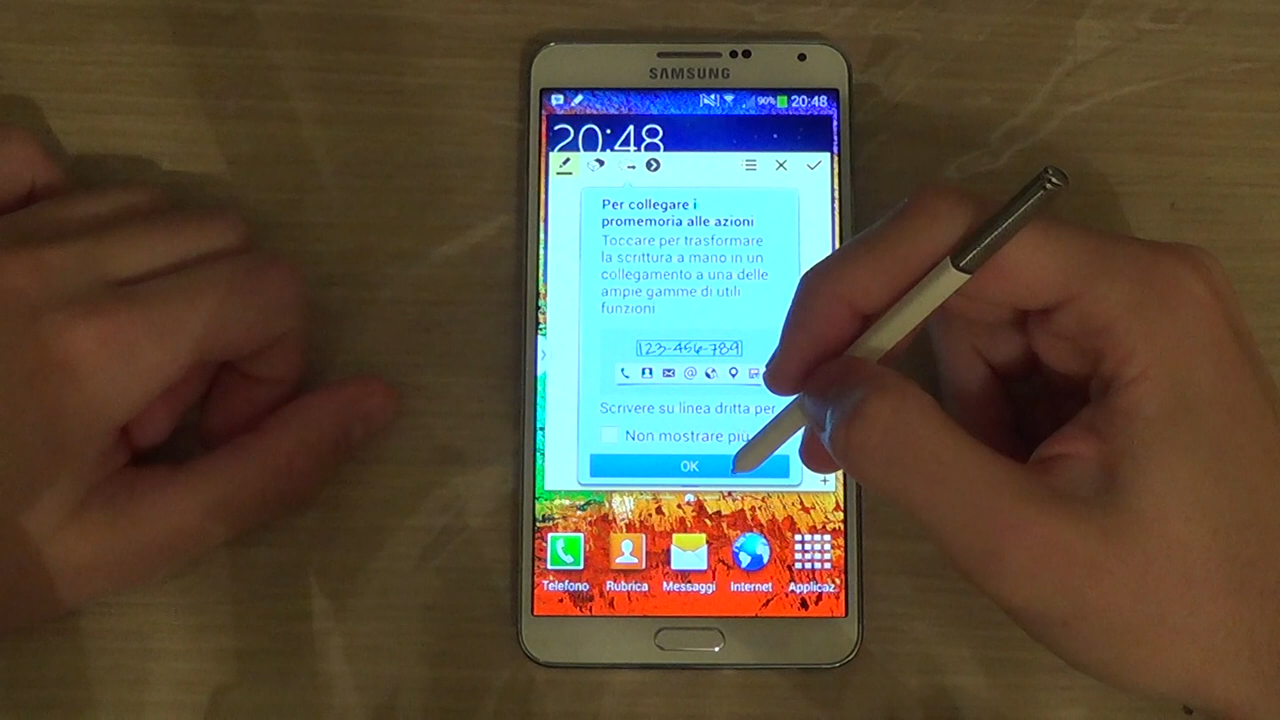 SAMSUNG
90% 20:48
20:48
Per collegare i
promemoria alle azioni
Toccare per trasformare
la scrittura a mano in un
collegamento a una delle
ampie gamme di utili
funzioni
123-456-789
Scrivere su linea dritta per
Non mostrare più
OK
Telefono Rubrica Messaggi Internet Applicaz